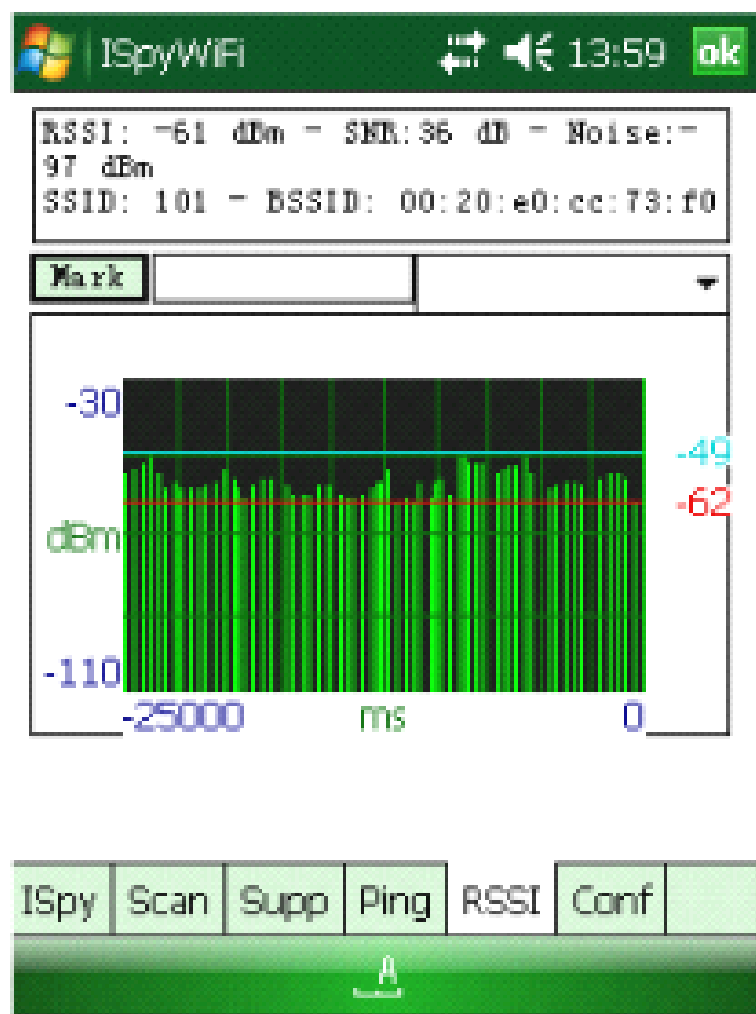 ISpyWiFi 13:59 ok
RSSI: -61 dBm - SNR:36 dB - Noise:-
97 dBm
SSID: 101 - BSSID: 00:20:e0:cc:73:f0
Mark
-30
-49
-62
dBm
-110
-25000 ms 0
ISpy Scan Supp Ping RSSI Conf
A